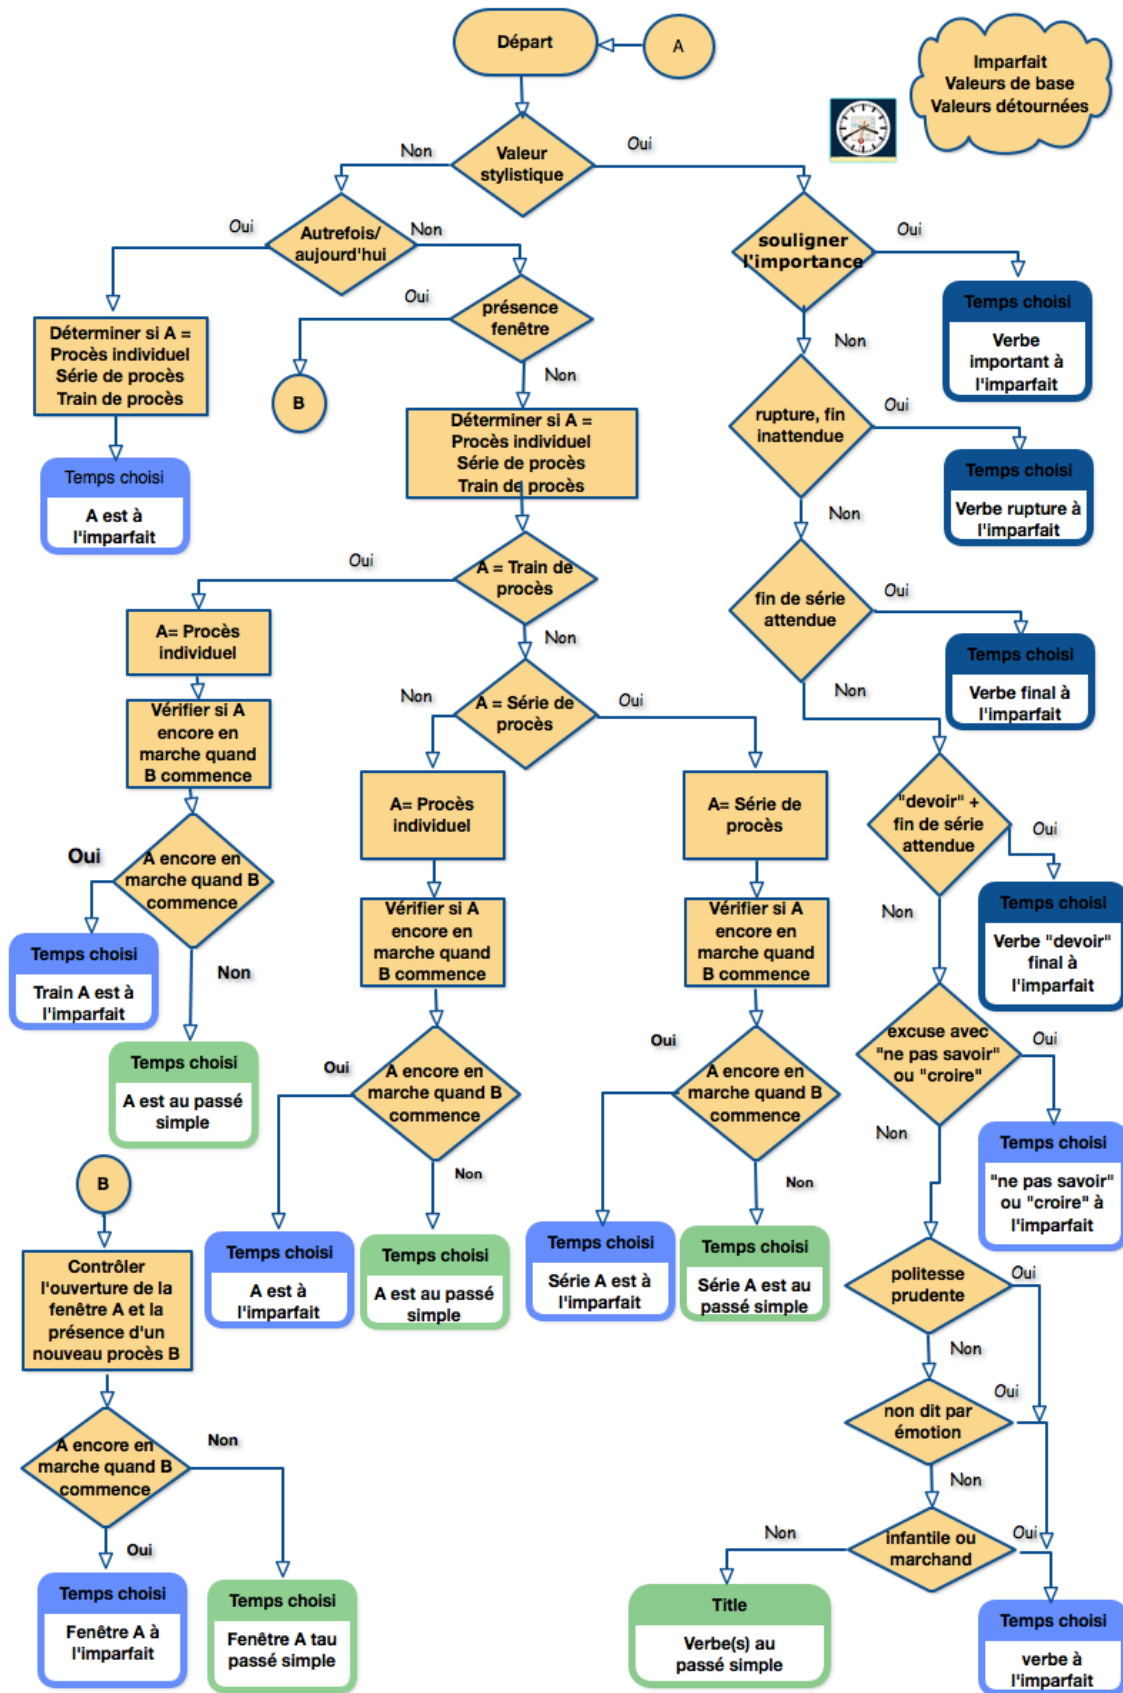 Départ
A
Imparfait
Valeurs de base
Valeurs détournées
Non
Valeur
stylistique
Oui
Oui
Autrefois/
aujourd'hui
Non
souligner
l'importance
Oui
Temps choisi
Verbe
important à
l'imparfait
Oui
présence
fenêtre
Non
Déterminer si A =
Procès individuel
Série de procès
Train de procès
B
Non
rupture, fin
inattendue
Oui
Temps choisi
Verbe rupture à
l'imparfait
Déterminer si A =
Procès individuel
Série de procès
Train de procès
Temps choisi
A est à
l'imparfait
Non
Oui
A = Train de
procès
fin de série
attendue
Oui
Temps choisi
Verbe final à
l'imparfait
A= Procès
individuel
Non
Non
A = Série de
procès
Oui
Non
Vérifier si A
encore en
marche quand
B commence
A= Procès
individuel
A= Série de
procès
"devoir" +
fin de série
attendue
Oui
Temps choisi
Verbe "devoir"
final à
l'imparfait
Oui
A encore en
marche quand B
commence
Non
Vérifier si A
encore en
marche quand
B commence
Vérifier si A
encore en
marche quand
B commence
Non
Temps choisi
Train A est à
l'imparfait
Temps choisi
A est au passé
simple
Oui
A encore en
marche quand B
commence
Non
Oui
A encore en
marche quand B
commence
Non
excuse avec
"ne pas savoir"
ou "croire"
Oui
Temps choisi
"ne pas savoir"
ou "croire" à
l'imparfait
Non
B
Temps choisi
A est à
l'imparfait
Temps choisi
A est au passé
simple
Temps choisi
Série A est à
l'imparfait
Temps choisi
Série A est au
passé simple
Contrôler
l'ouverture de la
fenêtre A et la
présence d'un
nouveau procès B
politesse
prudente
Oui
Non
A encore en
marche quand B
commence
Non
Oui
non dit par
émotion
Oui
Non
Non
infantile ou
marchand
Oui
Temps choisi
Fenêtre A à
l'imparfait
Temps choisi
Fenêtre A tau
passé simple
Title
Verbe(s) au
passé simple
Temps choisi
verbe à
l'imparfait